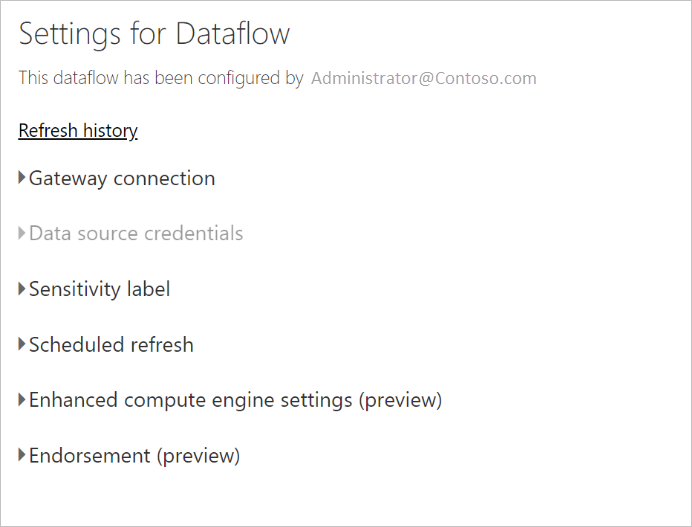 Settings for Dataflow
This dataflow has been configured by Administrator@Contoso.com
Refresh history
Gateway connection
Data source credentials
Sensitivity label
Scheduled refresh
Enhanced compute engine settings (preview)
Endorsement (preview)